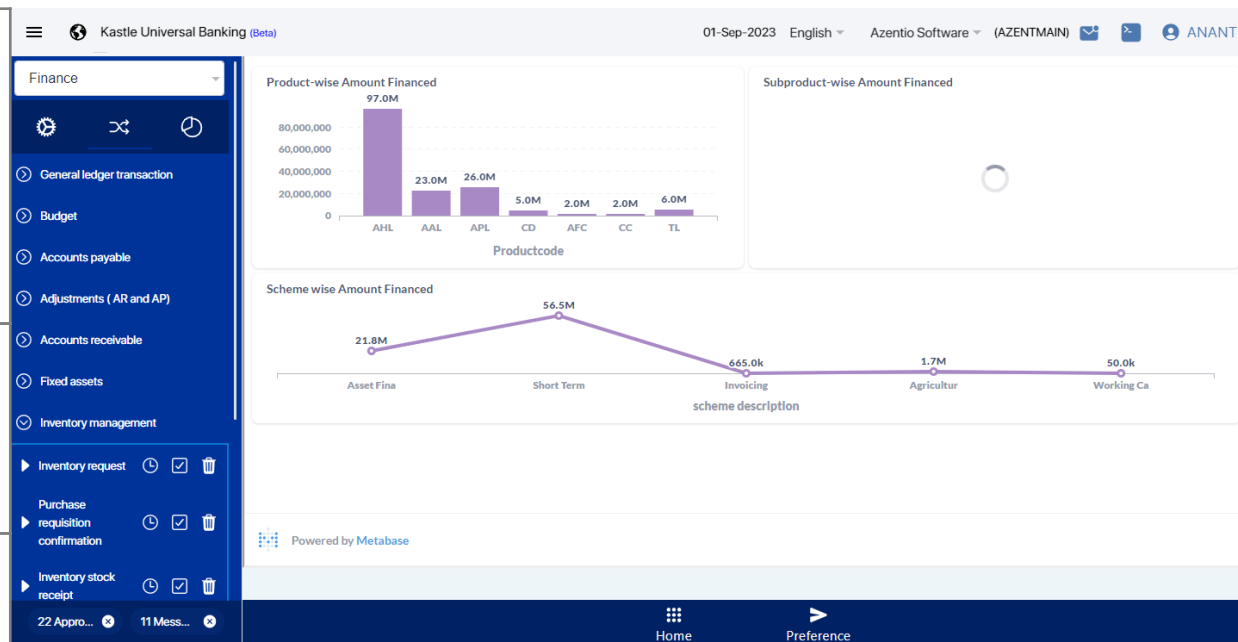 Kastle Universal Banking (Beta)
01-Sep-2023 English Azentio Software (AZENTMAIN) ANANT
Finance
General ledger transaction
Budget
Accounts payable
Adjustments ( AR and AP)
Accounts receivable
Fixed assets
Inventory management
Inventory request
Purchase
requisition
confirmation
Inventory stock
receipt
22 Appro...
11 Mess...
Product-wise Amount Financed
97.0M
80,000,000
60,000,000
40,000,000
20,000,000
0
23.0M
26.0M
5.0M
2.0M
2.0M
6.0M
AHL AAL APL CD AFC CC TL
Productcode
Subproduct-wise Amount Financed
Scheme wise Amount Financed
56.5M
21.8M
665.0k
1.7M
50.0k
Asset Fina Short Term Invoicing Agricultur Working Ca
scheme description
Powered by Metabase
Home
Preference